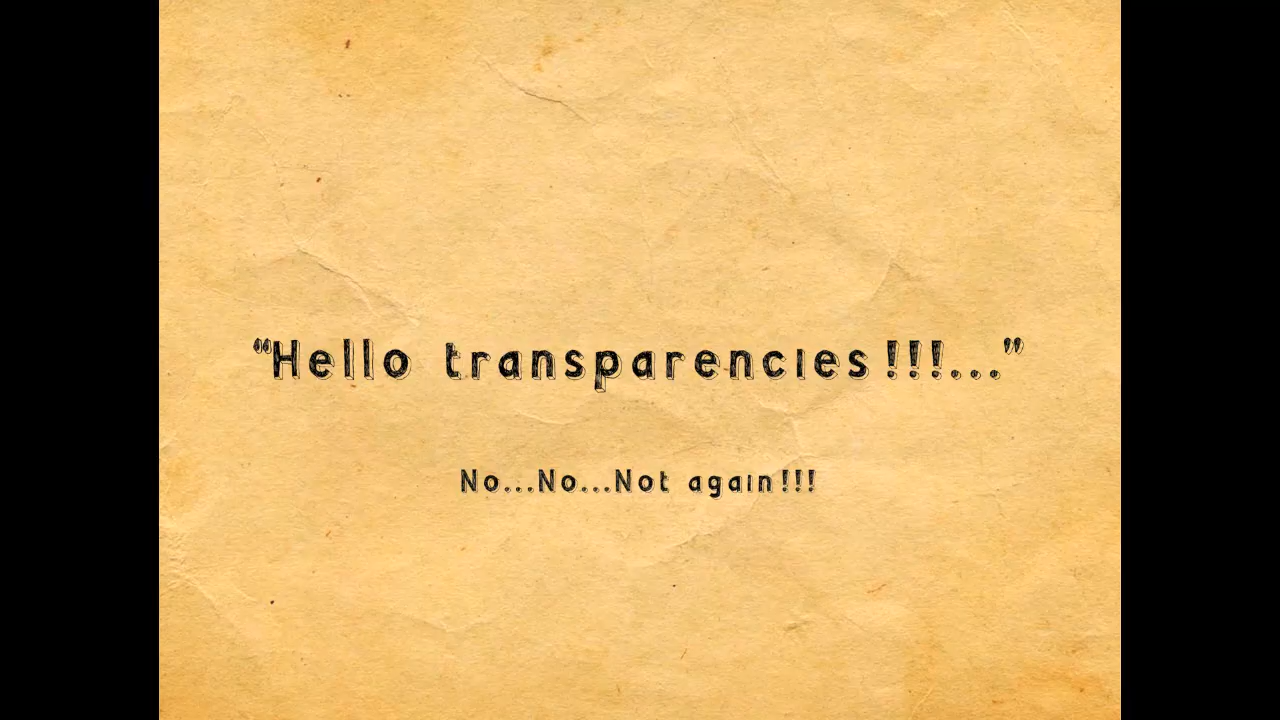 “Hello transparencies!!!...”
No...No...Not again!!!